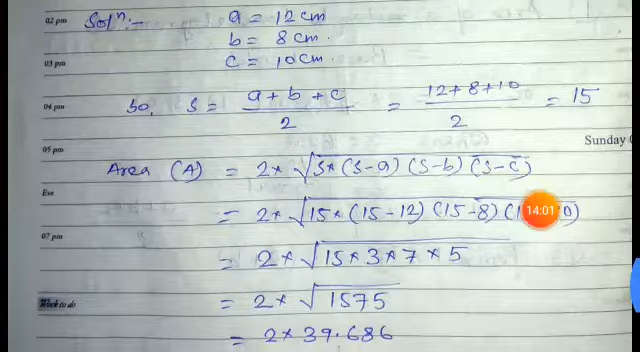 02 pm Solⁿ:- a = 12 cm
b = 8 cm.
03 pm c = 10 cm.
04 pm So, S = (a + b + c)/2 = (12 + 8 + 10)/2 = 15
05 pm Sunday
Area (A) = 2 * √S * (S-a) (S-b) (S-c)
Eve = 2 * √15 * (15-12) (15-8) (1 14:01 0)
07 pm = 2 * √15 * 3 * 7 * 5
Work to do = 2 * √1575
= 2 * 39.686